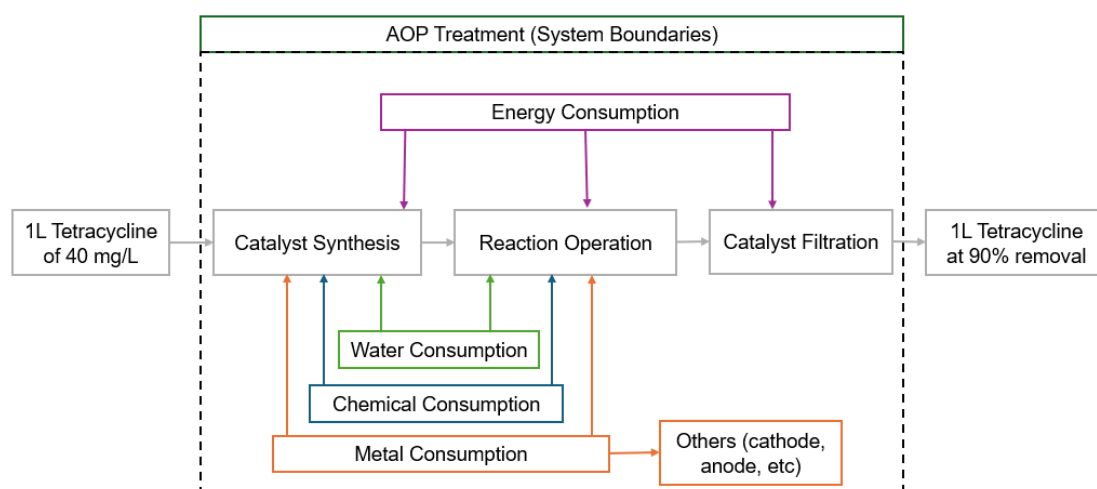 AOP Treatment (System Boundaries)
Energy Consumption
1L Tetracycline
of 40 mg/L
Catalyst Synthesis
Reaction Operation
Catalyst Filtration
1L Tetracycline
at 90% removal
Water Consumption
Chemical Consumption
Metal Consumption
Others (cathode,
anode, etc)